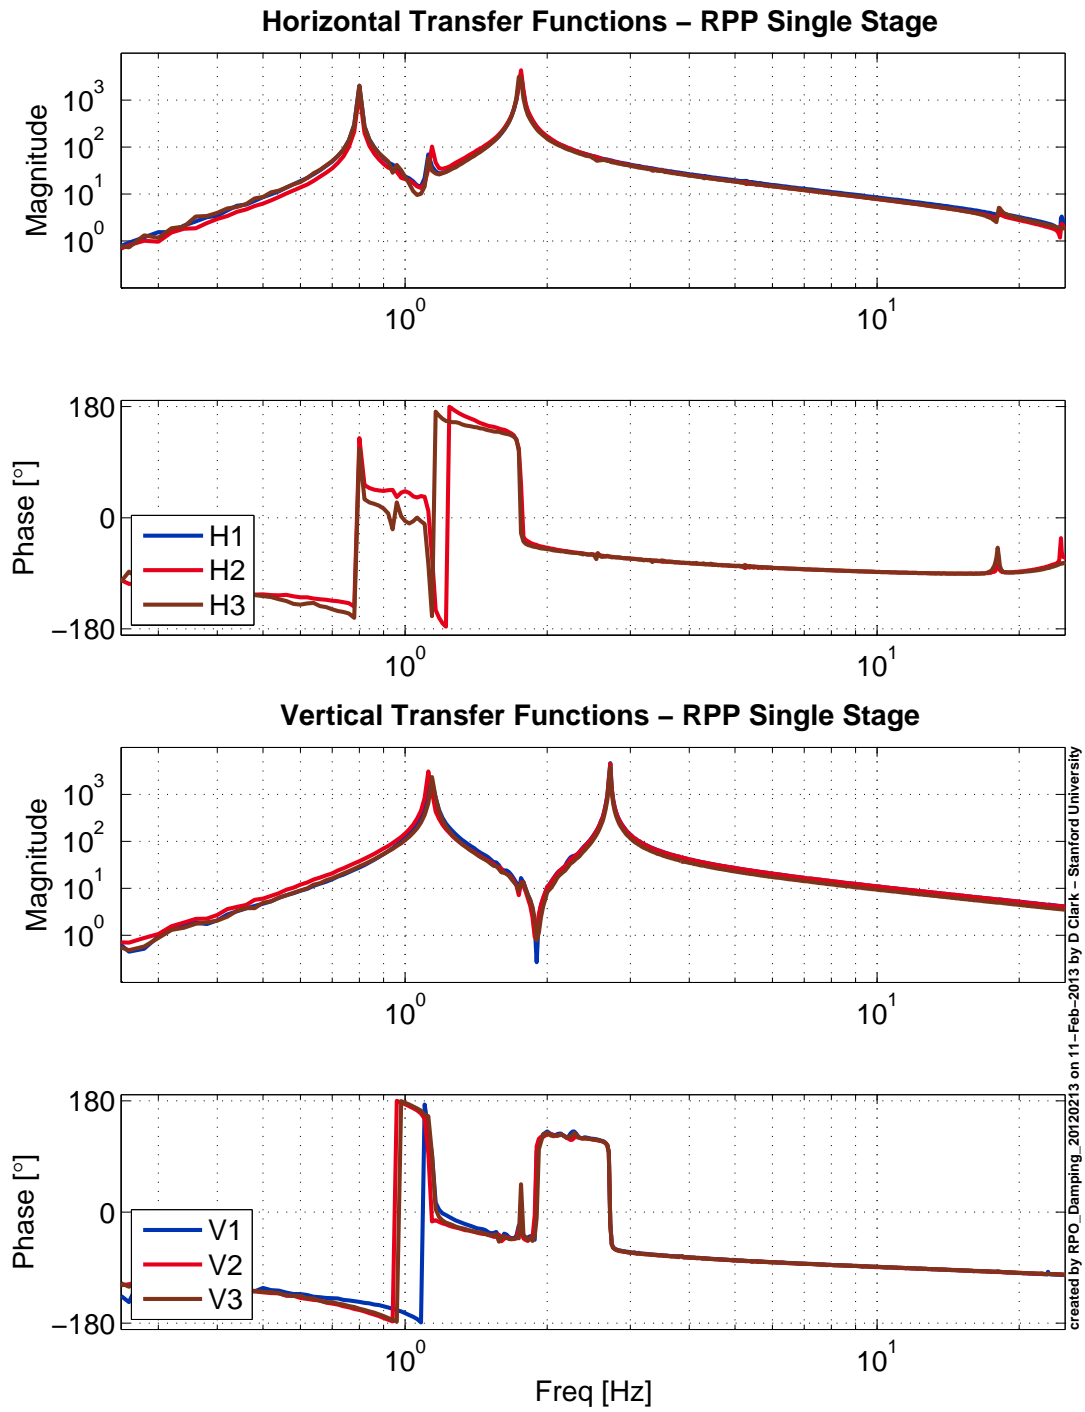 Horizontal Transfer Functions − RPP Single Stage
Magnitude
10³
10²
10¹
10⁰
10⁰
10¹
Phase [°]
180
0
−180
H1
H2
H3
10⁰
10¹
Vertical Transfer Functions − RPP Single Stage
Magnitude
10³
10²
10¹
10⁰
10⁰
10¹
Phase [°]
180
0
−180
V1
V2
V3
10⁰
10¹
Freq [Hz]
created by RPO_Damping_20120213 on 11−Feb−2013 by D Clark − Stanford University